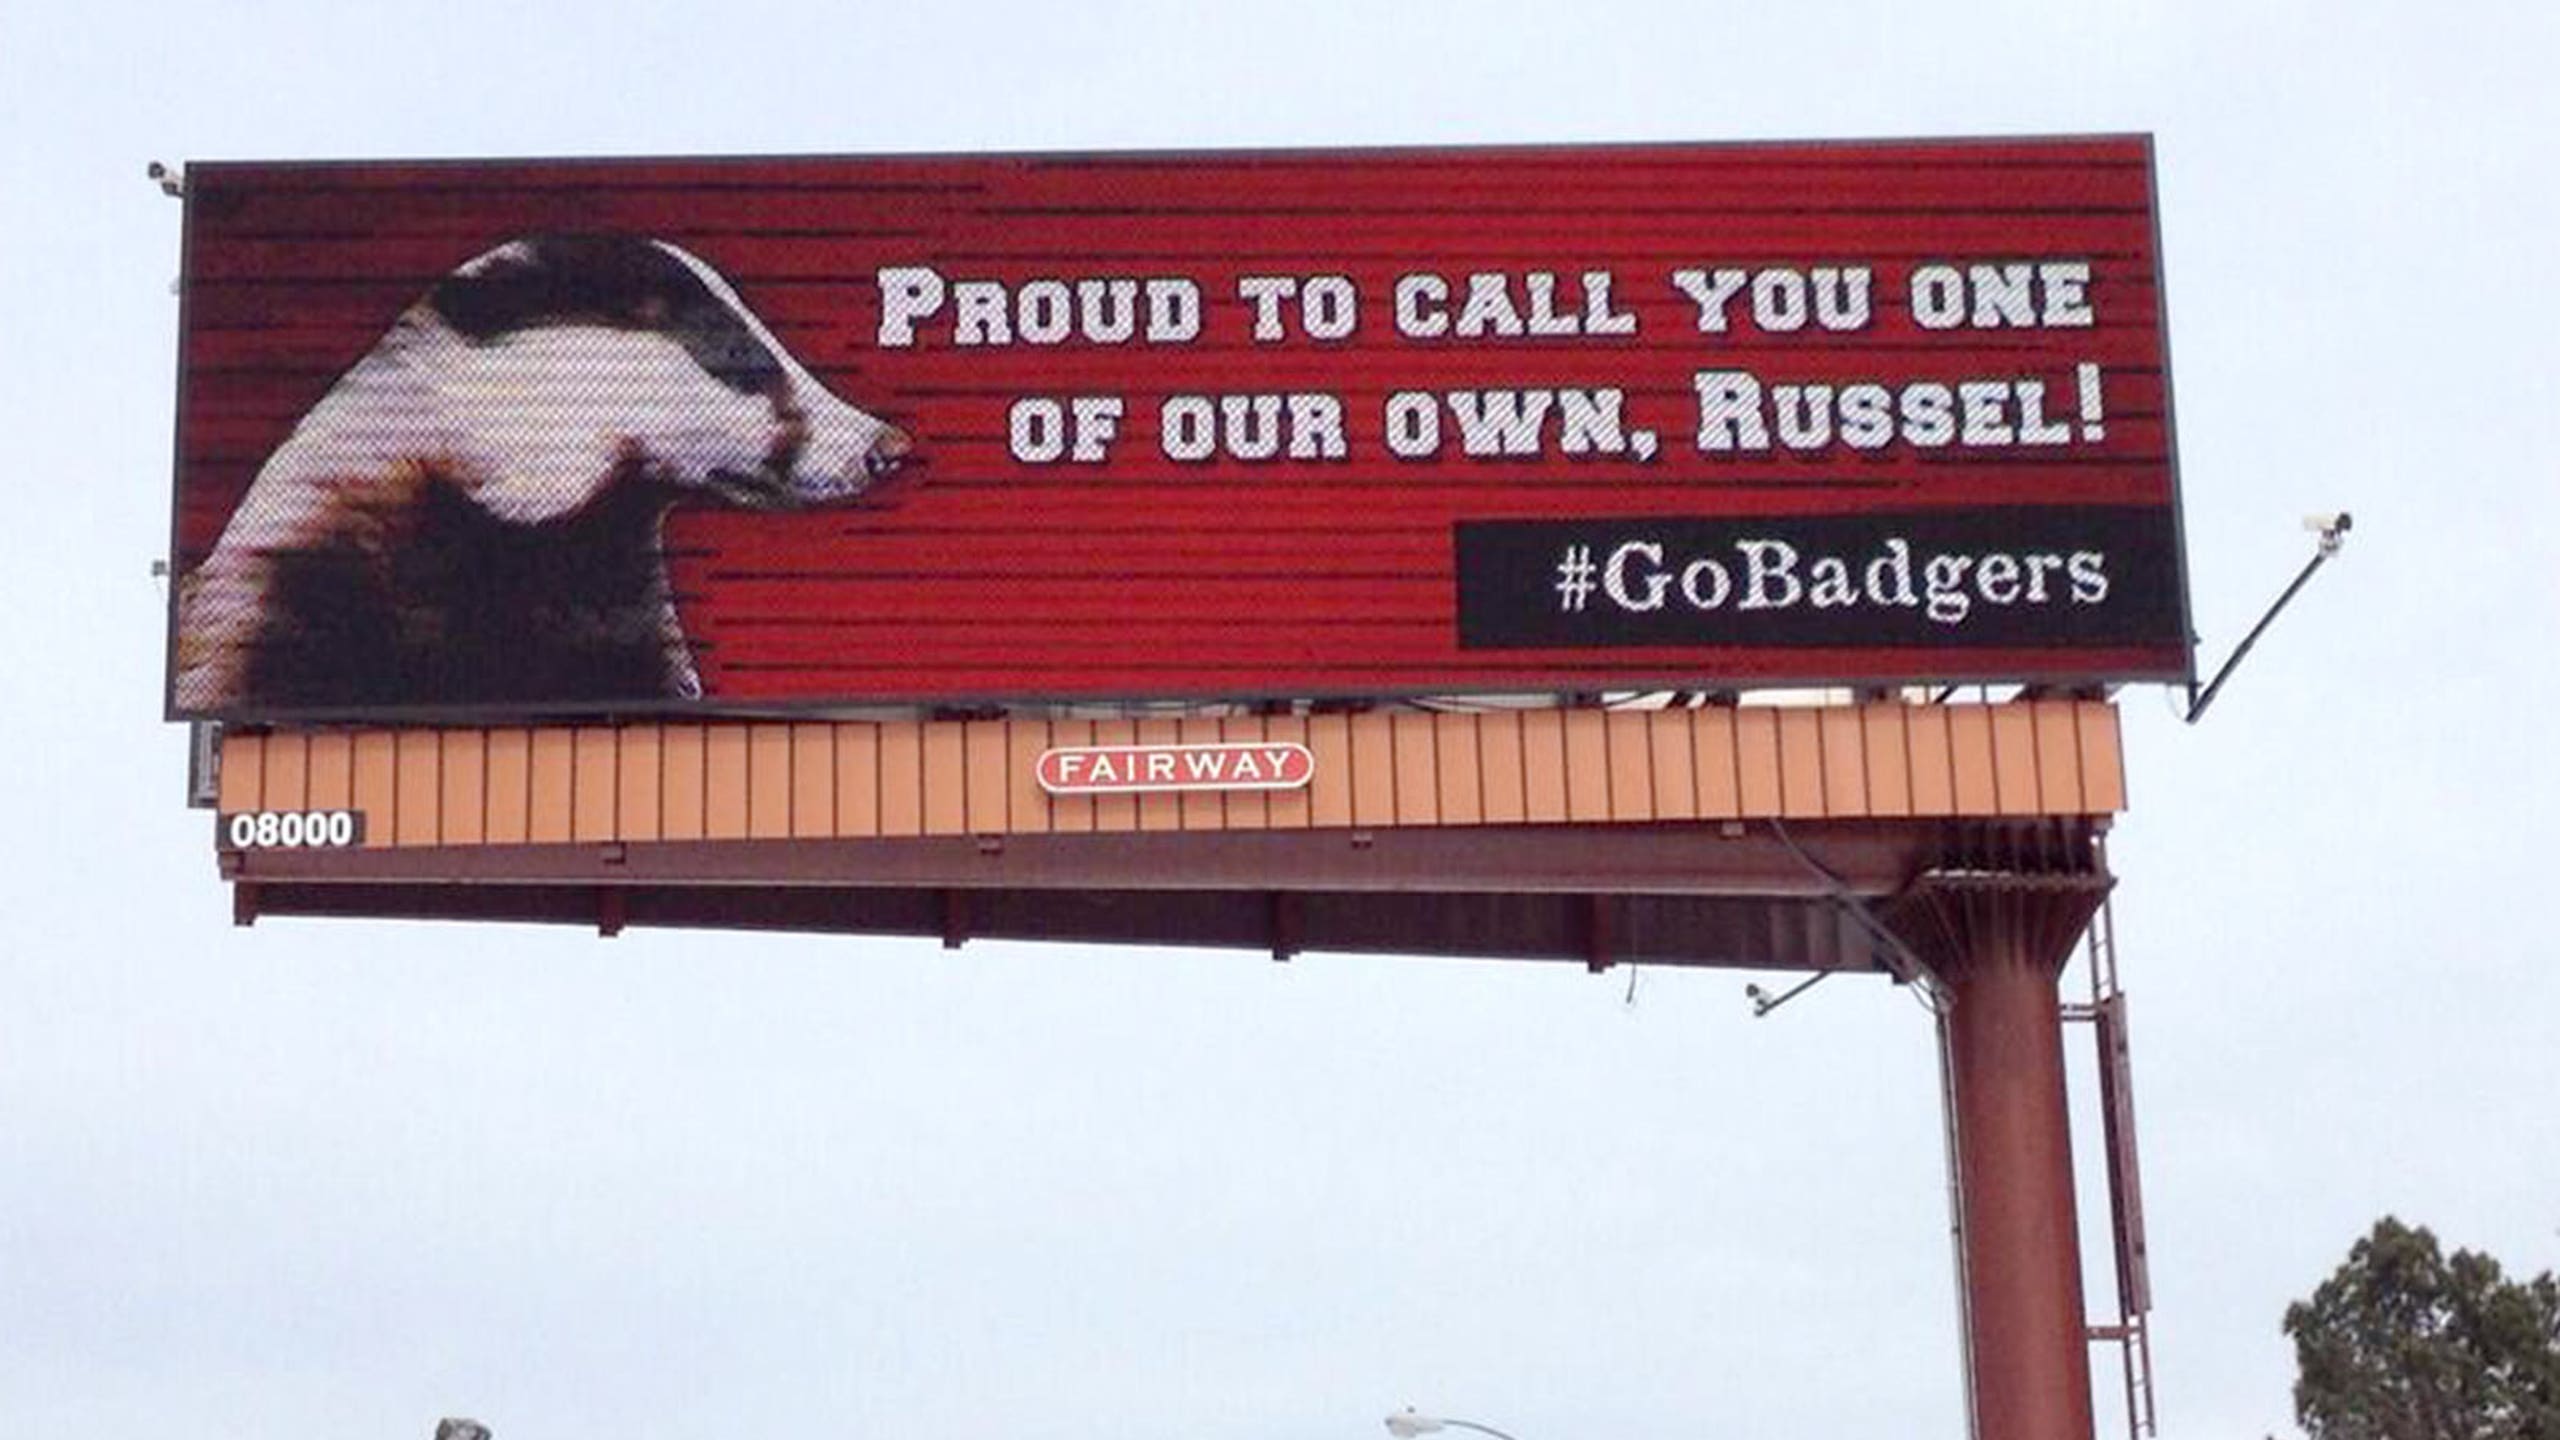 Proud to call you one
of our own, Russel!
#GoBadgers
FAIRWAY
08000